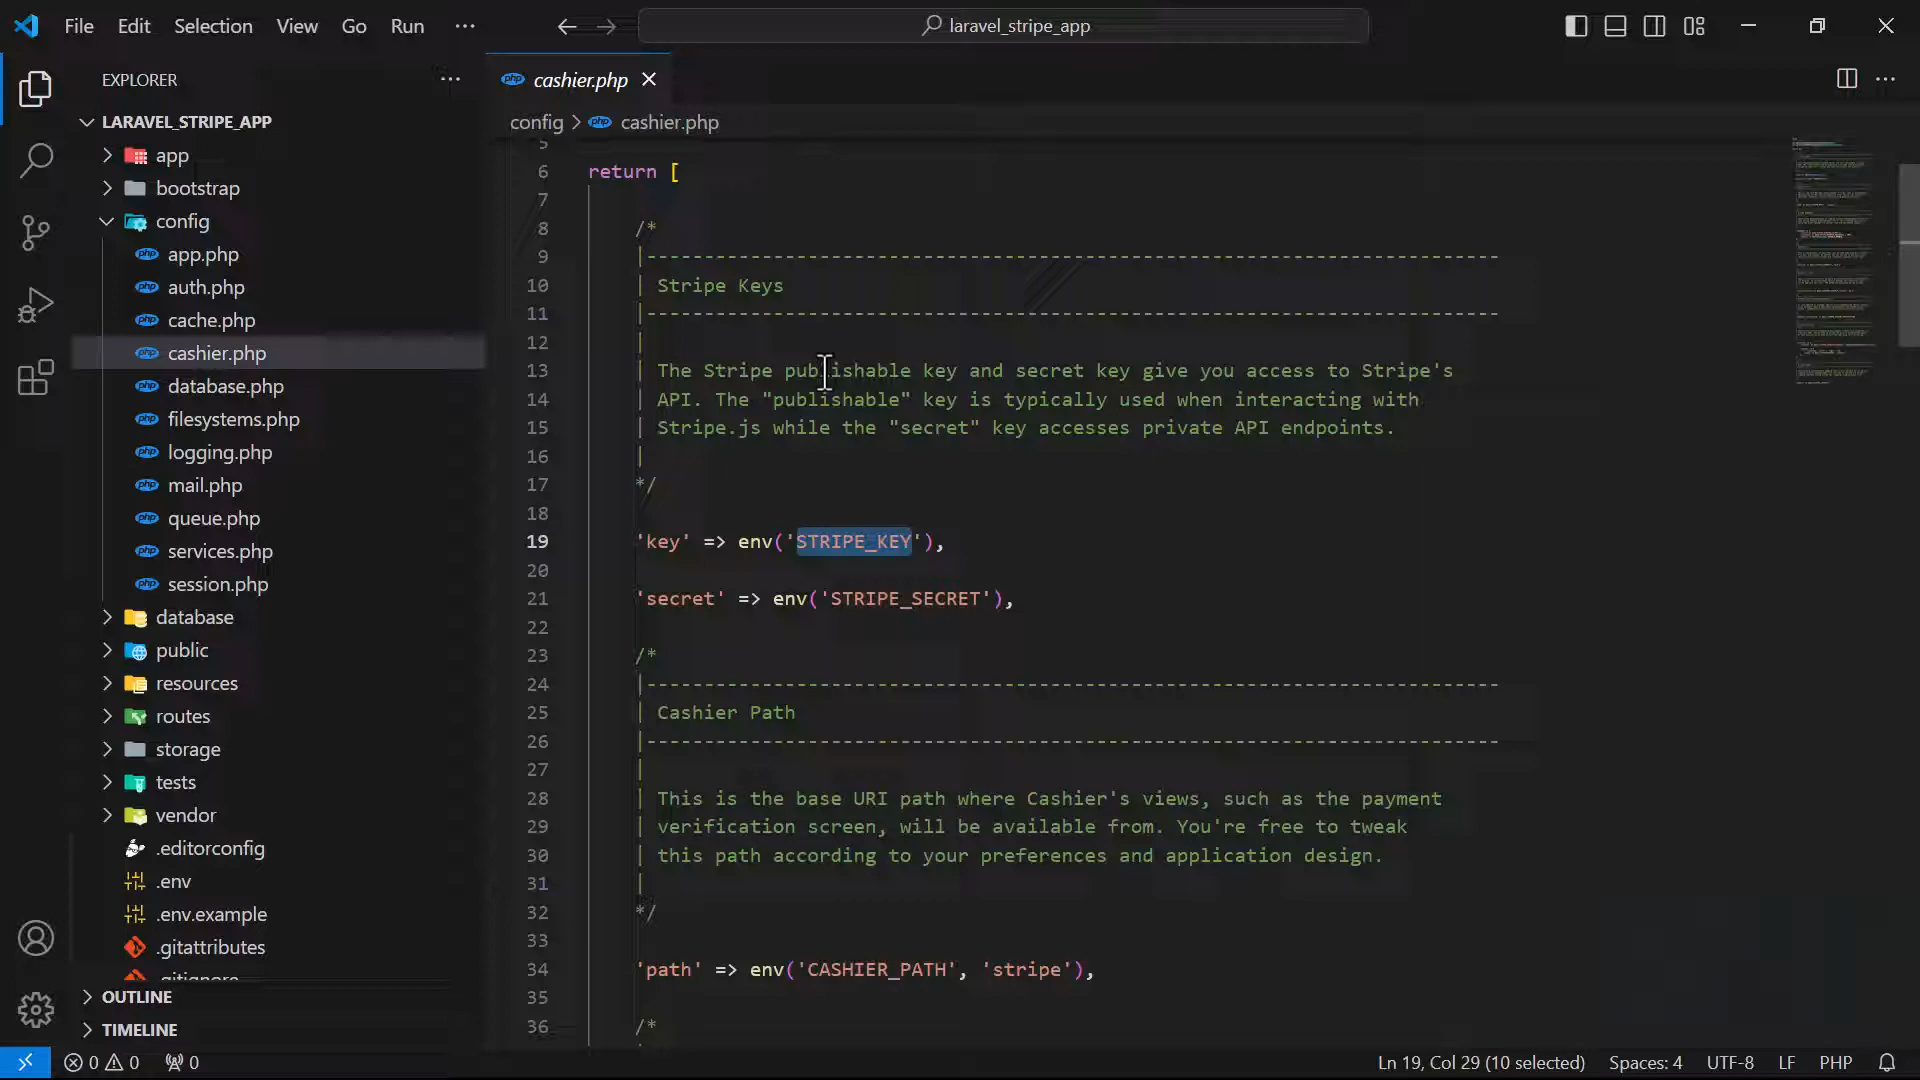 File Edit Selection View Go Run ···
laravel_stripe_app
EXPLORER
LARAVEL_STRIPE_APP
app
bootstrap
config
app.php
auth.php
cache.php
cashier.php
database.php
filesystems.php
logging.php
mail.php
queue.php
services.php
session.php
database
public
resources
routes
storage
tests
vendor
.editorconfig
.env
.env.example
.gitattributes
.gitignore
OUTLINE
TIMELINE
php cashier.php
config > php cashier.php
5
6 return [
7
8 /*
9 |--------------------------------------------------------------------------
10 | Stripe Keys
11 |--------------------------------------------------------------------------
12 |
13 | The Stripe publishable key and secret key give you access to Stripe's
14 | API. The "publishable" key is typically used when interacting with
15 | Stripe.js while the "secret" key accesses private API endpoints.
16 |
17 */
18
19 'key' => env('STRIPE_KEY'),
20
21 'secret' => env('STRIPE_SECRET'),
22
23 /*
24 |--------------------------------------------------------------------------
25 | Cashier Path
26 |--------------------------------------------------------------------------
27 |
28 | This is the base URI path where Cashier's views, such as the payment
29 | verification screen, will be available from. You're free to tweak
30 | this path according to your preferences and application design.
31 |
32 */
33
34 'path' => env('CASHIER_PATH', 'stripe'),
35
36 /*
0 0 0 Ln 19, Col 29 (10 selected) Spaces: 4 UTF-8 LF PHP